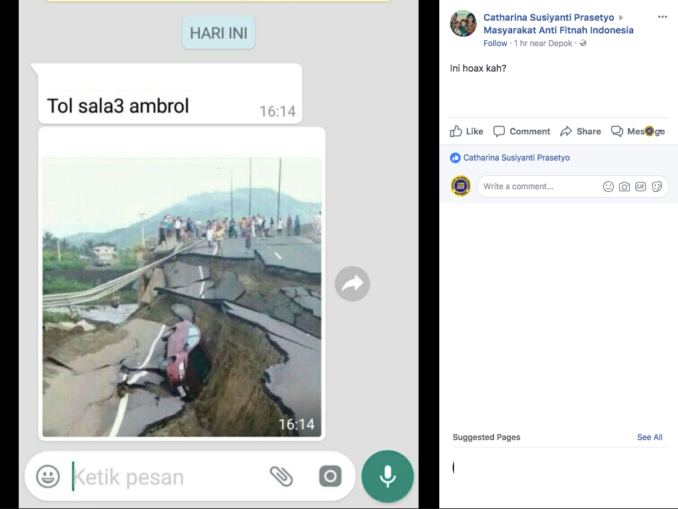 HARI INI
Tol sala3 ambrol
16:14
16:14
Ketik pesan
Catharina Susiyanti Prasetyo
Masyarakat Anti Fitnah Indonesia
Follow · 1 hr near Depok ·
Ini hoax kah?
Like Comment Share
Catharina Susiyanti Prasetyo
Write a comment...
GIF
Suggested Pages See All